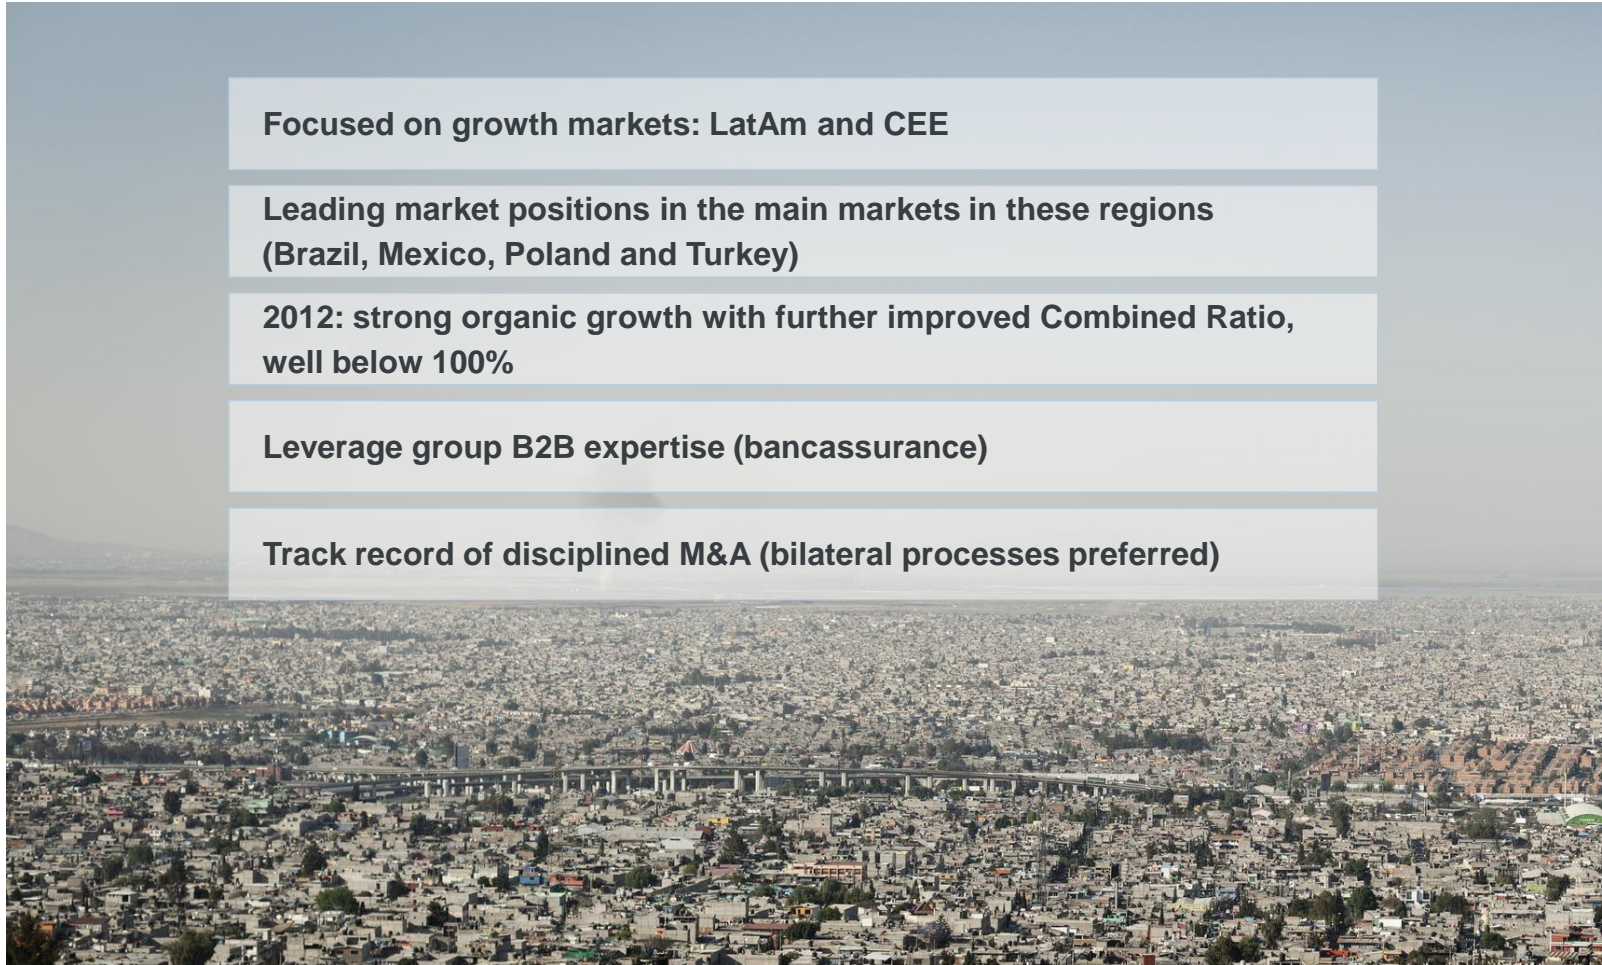 Focused on growth markets: LatAm and CEE
Leading market positions in the main markets in these regions
(Brazil, Mexico, Poland and Turkey)
2012: strong organic growth with further improved Combined Ratio,
well below 100%
Leverage group B2B expertise (bancassurance)
Track record of disciplined M&A (bilateral processes preferred)